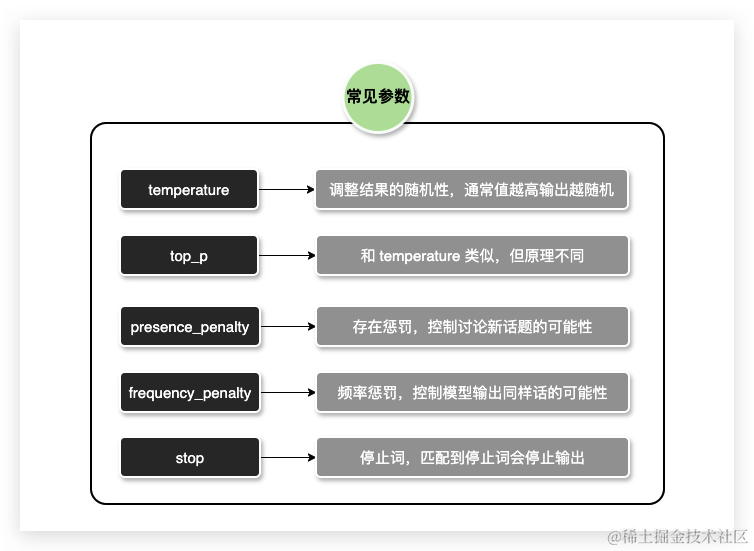 常见参数
temperature
调整结果的随机性，通常值越高输出越随机
top_p
和 temperature 类似，但原理不同
presence_penalty
存在惩罚，控制讨论新话题的可能性
frequency_penalty
频率惩罚，控制模型输出同样话的可能性
stop
停止词，匹配到停止词会停止输出
@稀土掘金技术社区